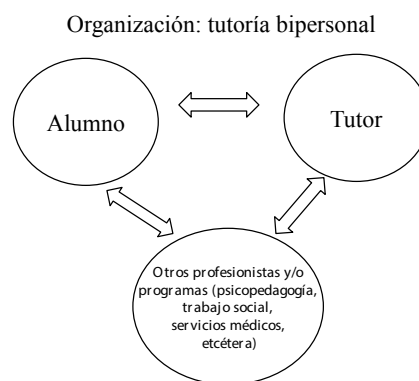 Organización: tutoría bipersonal
Alumno
Tutor
Otros profesionistas y/o
programas (psicopedagogía,
trabajo social,
servicios médicos,
etcétera)